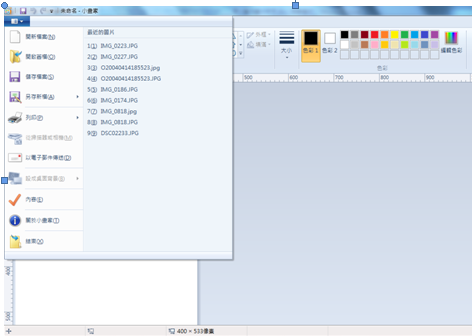 未命名 - 小畫家
開新檔案(N)
開啟舊檔(O)
儲存檔案(S)
另存新檔(A)
列印(P)
從掃描器或相機(M)
以電子郵件傳送(D)
設成桌面背景(B)
內容(E)
關於小畫家(T)
結束(X)
最近的圖片
1(1) IMG_0223.JPG
2(2) IMG_0227.JPG
3(3) O20040414185523.jpg
4(4) O20040414185523.JPG
5(5) IMG_0186.JPG
6(6) IMG_0174.JPG
7(7) IMG_0818.jpg
8(8) IMG_0818.JPG
9(9) DSC02233.JPG
外框
填滿
大小
色彩 1
色彩 2
編輯色彩
色彩
500
600
700
800
900
400
500
400 × 533像素